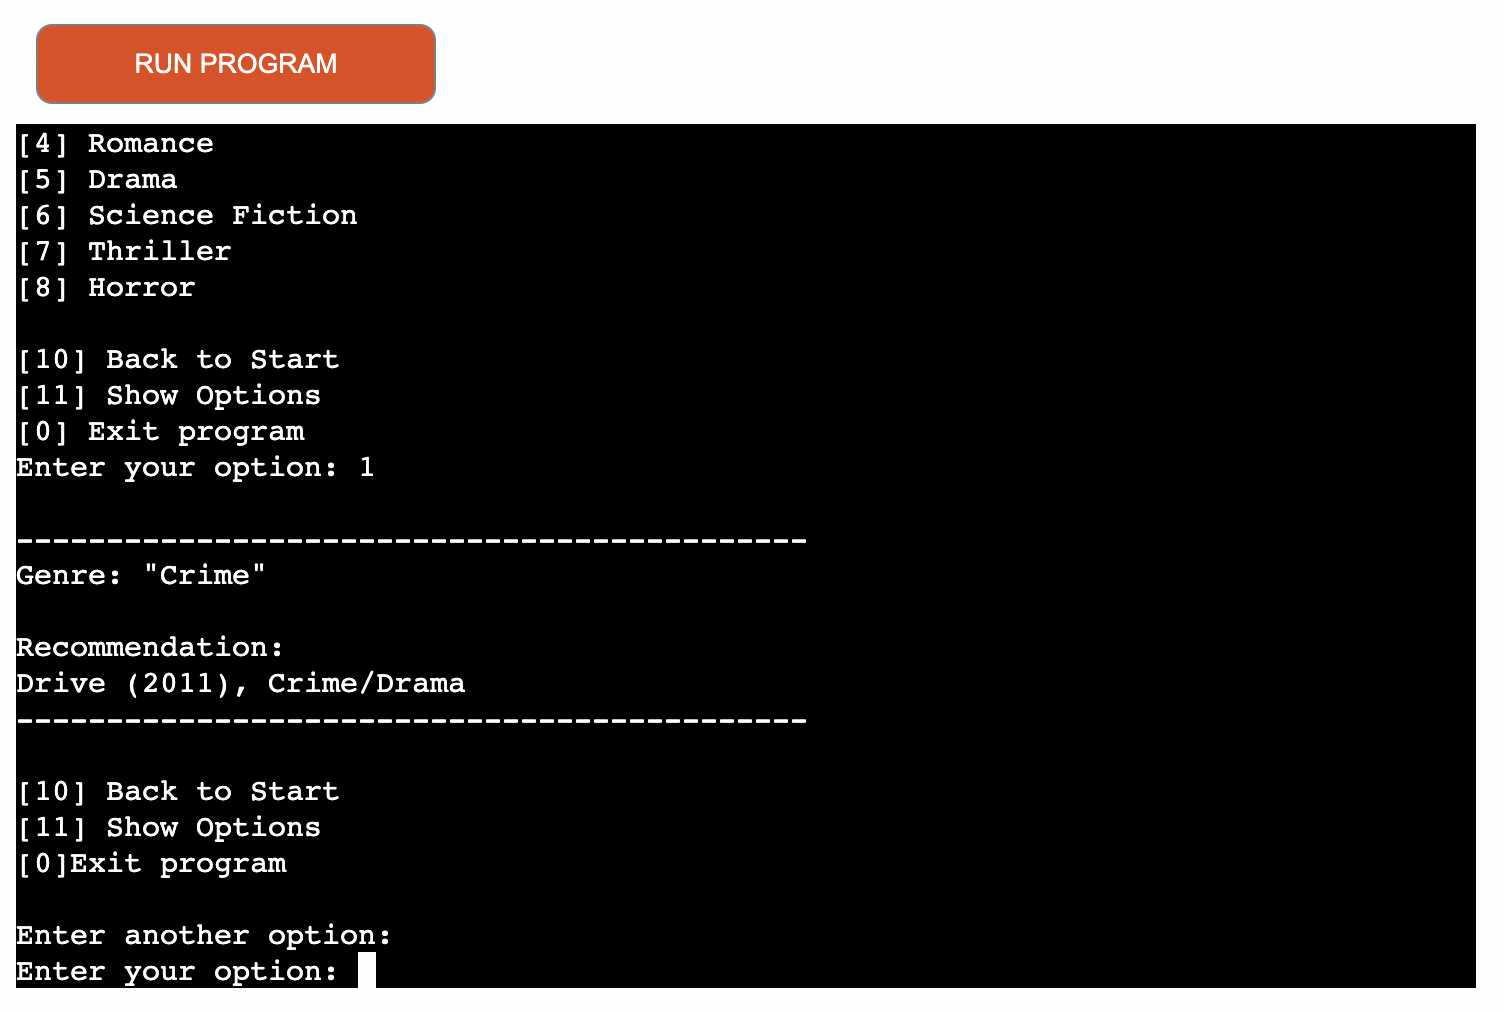 RUN PROGRAM
[4] Romance
[5] Drama
[6] Science Fiction
[7] Thriller
[8] Horror
[10] Back to Start
[11] Show Options
[0] Exit program
Enter your option: 1
--------------------------------------------
Genre: "Crime"
Recommendation:
Drive (2011), Crime/Drama
--------------------------------------------
[10] Back to Start
[11] Show Options
[0]Exit program
Enter another option:
Enter your option: